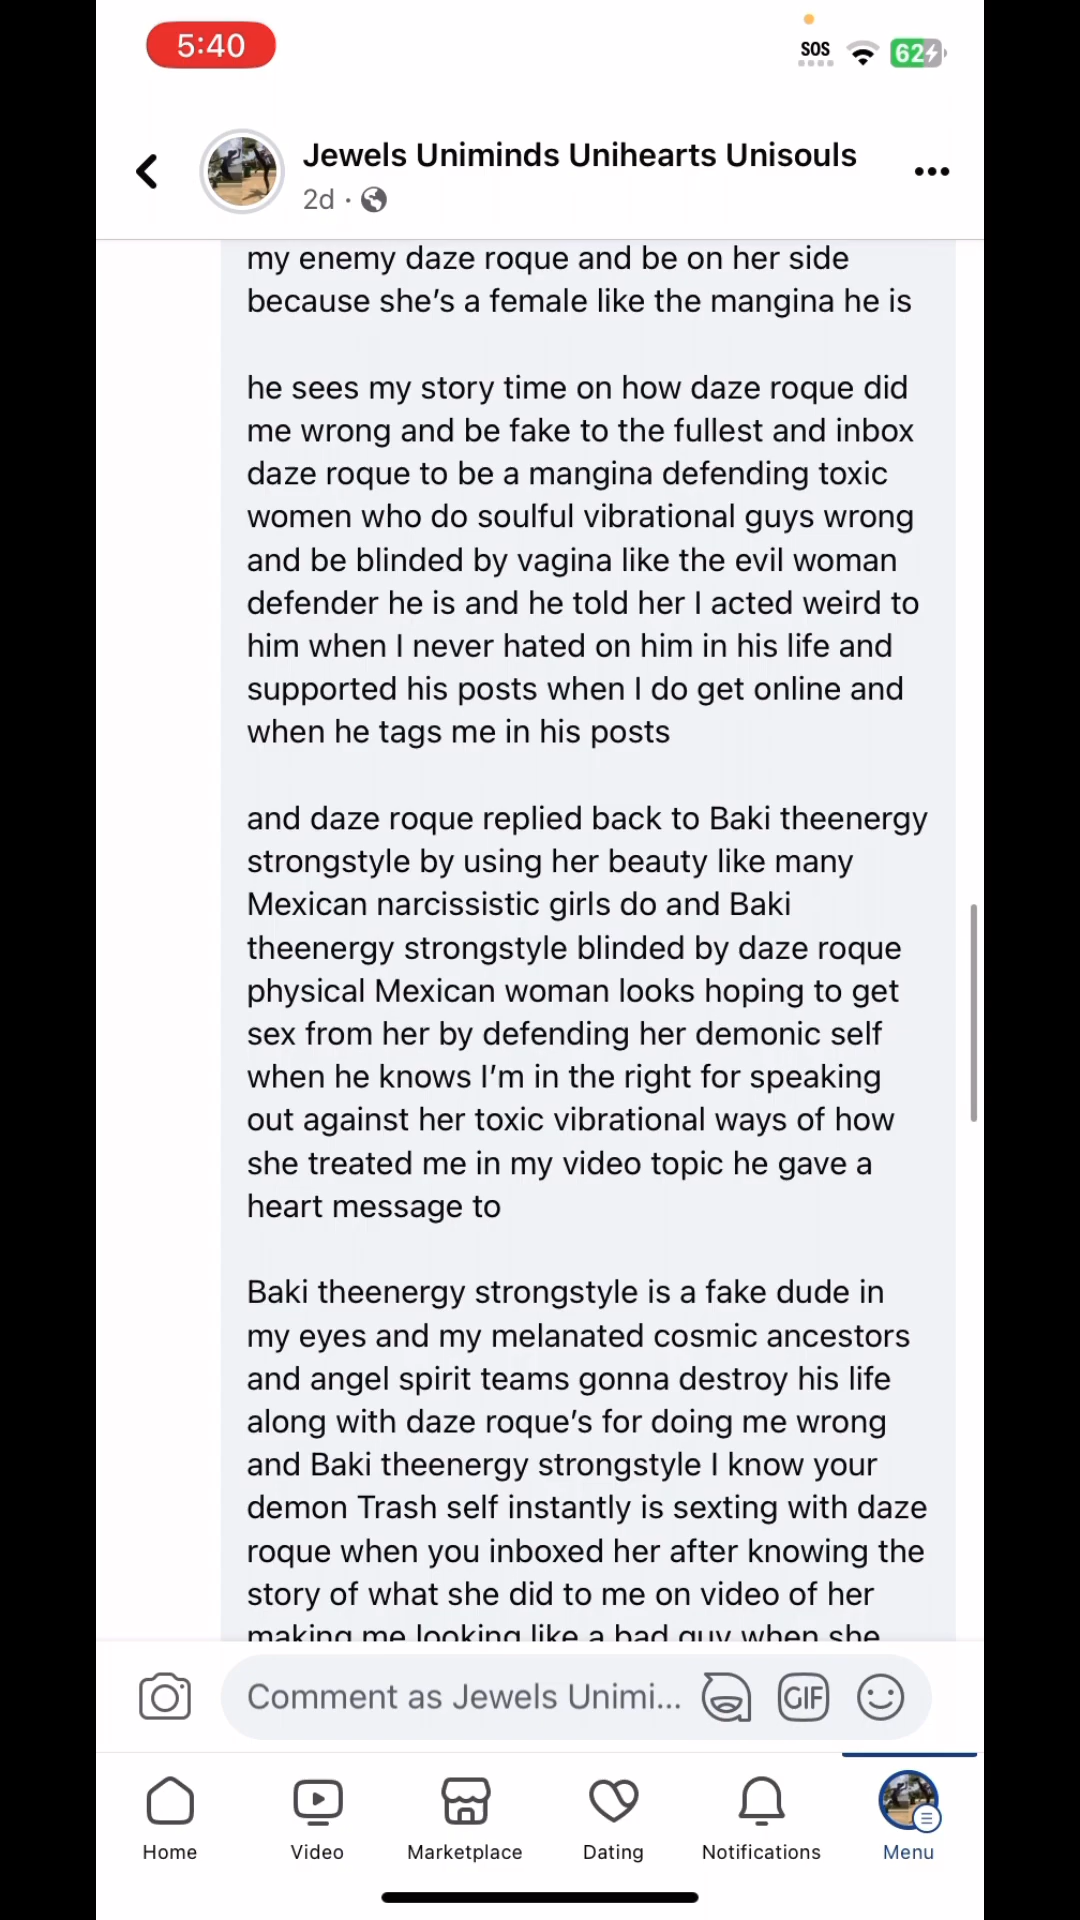 5:40
SOS
62
Jewels Uniminds Unihearts Unisouls
2d ·
my enemy daze roque and be on her side
because she's a female like the mangina he is
he sees my story time on how daze roque did
me wrong and be fake to the fullest and inbox
daze roque to be a mangina defending toxic
women who do soulful vibrational guys wrong
and be blinded by vagina like the evil woman
defender he is and he told her I acted weird to
him when I never hated on him in his life and
supported his posts when I do get online and
when he tags me in his posts
and daze roque replied back to Baki theenergy
strongstyle by using her beauty like many
Mexican narcissistic girls do and Baki
theenergy strongstyle blinded by daze roque
physical Mexican woman looks hoping to get
sex from her by defending her demonic self
when he knows I'm in the right for speaking
out against her toxic vibrational ways of how
she treated me in my video topic he gave a
heart message to
Baki theenergy strongstyle is a fake dude in
my eyes and my melanated cosmic ancestors
and angel spirit teams gonna destroy his life
along with daze roque's for doing me wrong
and Baki theenergy strongstyle I know your
demon Trash self instantly is sexting with daze
roque when you inboxed her after knowing the
story of what she did to me on video of her
making me looking like a bad guy when she
Comment as Jewels Unimi...
GIF
Home
Video
Marketplace
Dating
Notifications
Menu